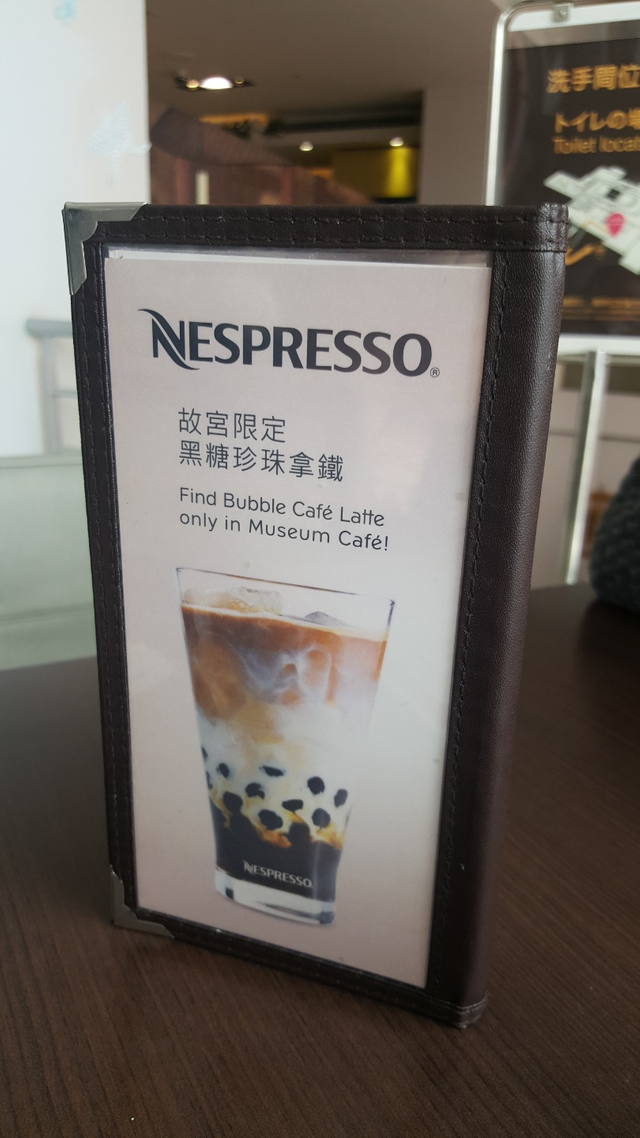 NESPRESSO®
故宮限定
黑糖珍珠拿鐵
Find Bubble Café Latte
only in Museum Café!
NESPRESSO
洗手間位
トイレの
Toilet locat